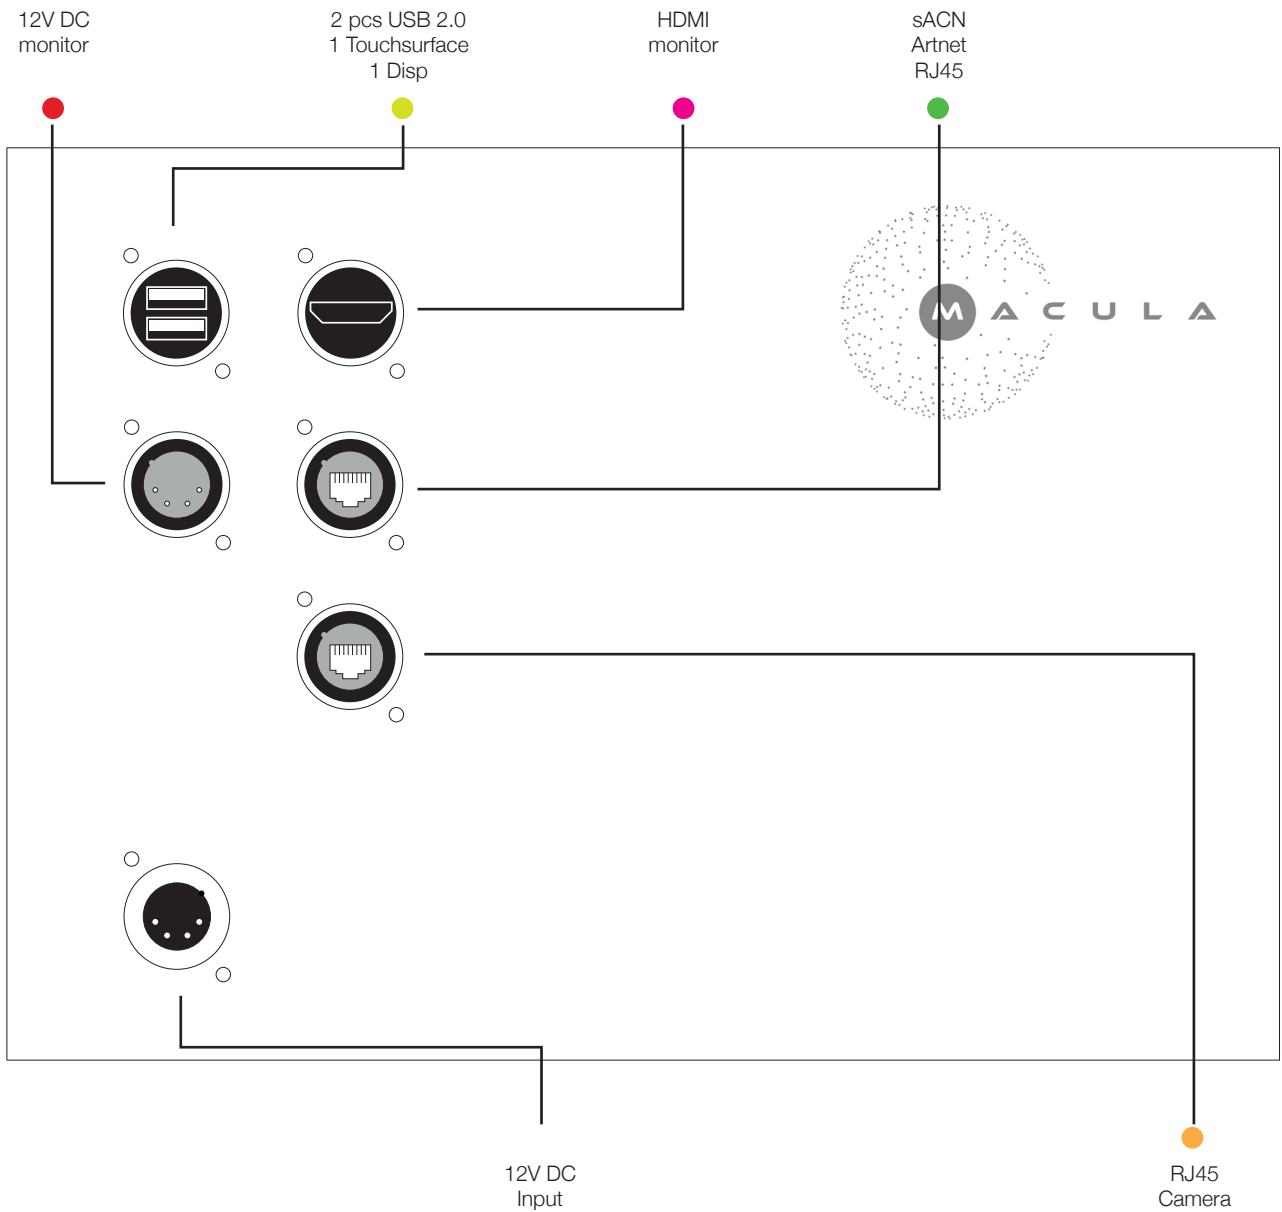 12V DC
monitor
2 pcs USB 2.0
1 Touchsurface
1 Disp
HDMI
monitor
sACN
Artnet
RJ45
MACULA
12V DC
Input
RJ45
Camera